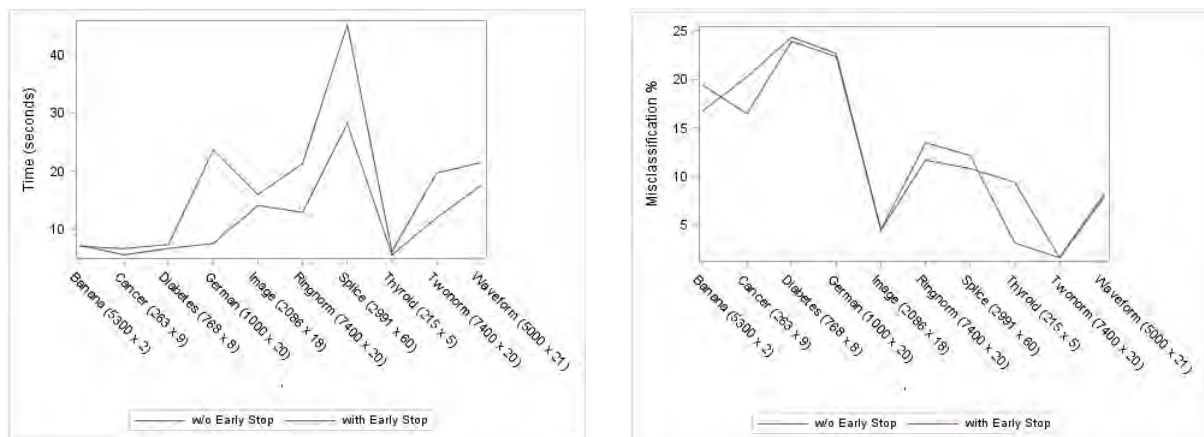 Time (seconds)
40
30
20
10
Banana (5300 x 2)
Cancer (263 x 9)
Diabetes (768 x 8)
German (1000 x 20)
Image (2086 x 18)
Ringnorm (7400 x 20)
Splice (2991 x 60)
Thyroid (215 x 5)
Twonorm (7400 x 20)
Waveform (5000 x 21)
w/o Early Stop
with Early Stop
Misclassification %
25
20
15
10
5
Banana (5300 x 2)
Cancer (263 x 9)
Diabetes (768 x 8)
German (1000 x 20)
Image (2086 x 18)
Ringnorm (7400 x 20)
Splice (2991 x 60)
Thyroid (215 x 5)
Twonorm (7400 x 20)
Waveform (5000 x 21)
w/o Early Stop
with Early Stop